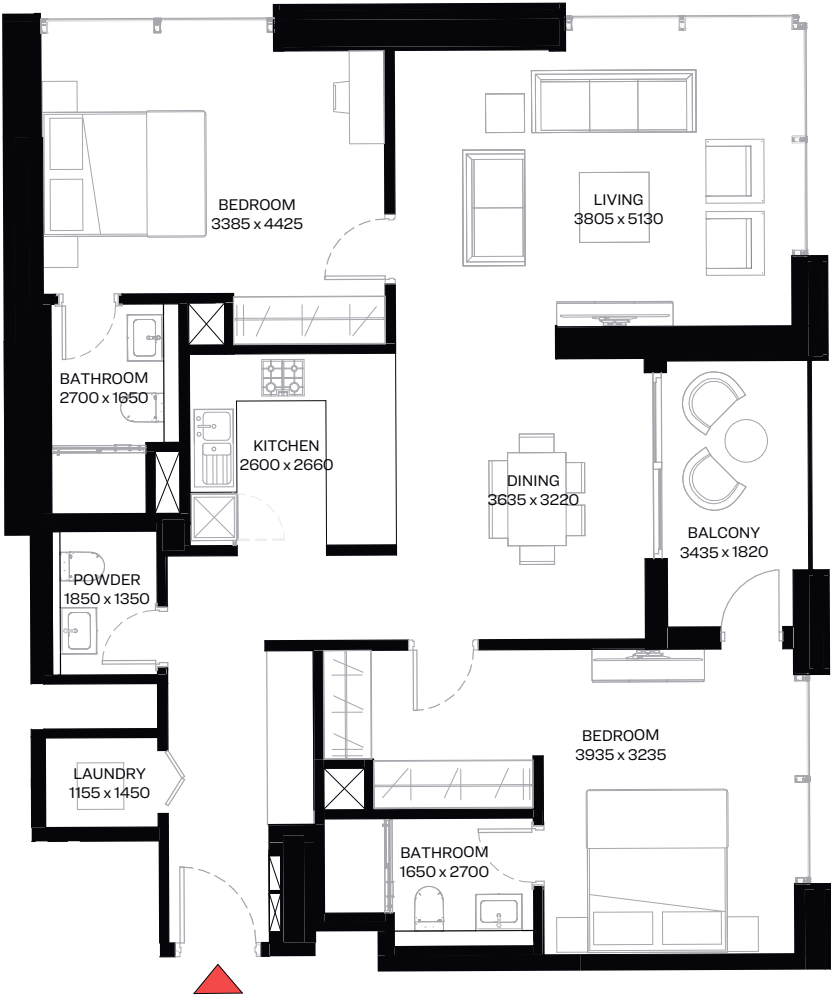 BEDROOM
3385 x 4425
LIVING
3805 x 5130
BATHROOM
2700 x 1650
KITCHEN
2600 x 2660
DINING
3635 x 3220
BALCONY
3435 x 1820
POWDER
1850 x 1350
BEDROOM
3935 x 3235
LAUNDRY
1155 x 1450
BATHROOM
1650 x 2700